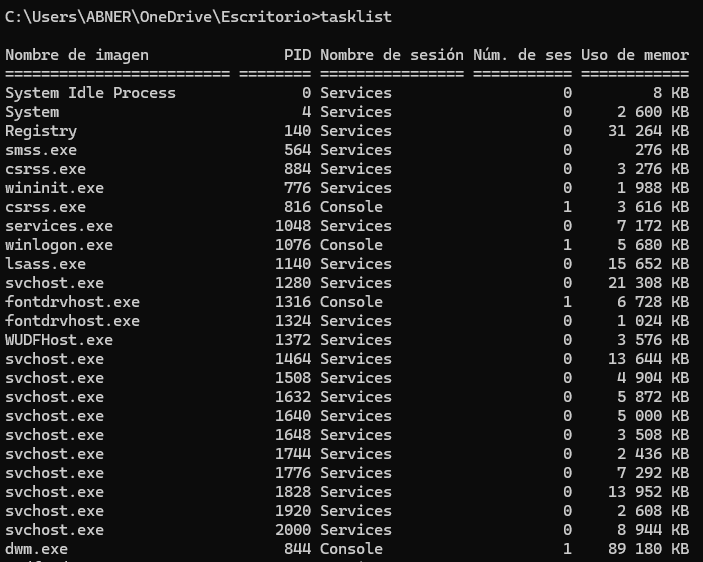 C:\Users\ABNER\OneDrive\Escritorio>tasklist
Nombre de imagen PID Nombre de sesión Núm. de ses Uso de memor
========================= ======== ================ =========== ============
System Idle Process 0 Services 0 8 KB
System 4 Services 0 2 600 KB
Registry 140 Services 0 31 264 KB
smss.exe 564 Services 0 276 KB
csrss.exe 884 Services 0 3 276 KB
wininit.exe 776 Services 0 1 988 KB
csrss.exe 816 Console 1 3 616 KB
services.exe 1048 Services 0 7 172 KB
winlogon.exe 1076 Console 1 5 680 KB
lsass.exe 1140 Services 0 15 652 KB
svchost.exe 1280 Services 0 21 308 KB
fontdrvhost.exe 1316 Console 1 6 728 KB
fontdrvhost.exe 1324 Services 0 1 024 KB
WUDFHost.exe 1372 Services 0 3 576 KB
svchost.exe 1464 Services 0 13 644 KB
svchost.exe 1508 Services 0 4 904 KB
svchost.exe 1632 Services 0 5 872 KB
svchost.exe 1640 Services 0 5 000 KB
svchost.exe 1648 Services 0 3 508 KB
svchost.exe 1744 Services 0 2 436 KB
svchost.exe 1776 Services 0 7 292 KB
svchost.exe 1828 Services 0 13 952 KB
svchost.exe 1920 Services 0 2 608 KB
svchost.exe 2000 Services 0 8 944 KB
dwm.exe 844 Console 1 89 180 KB